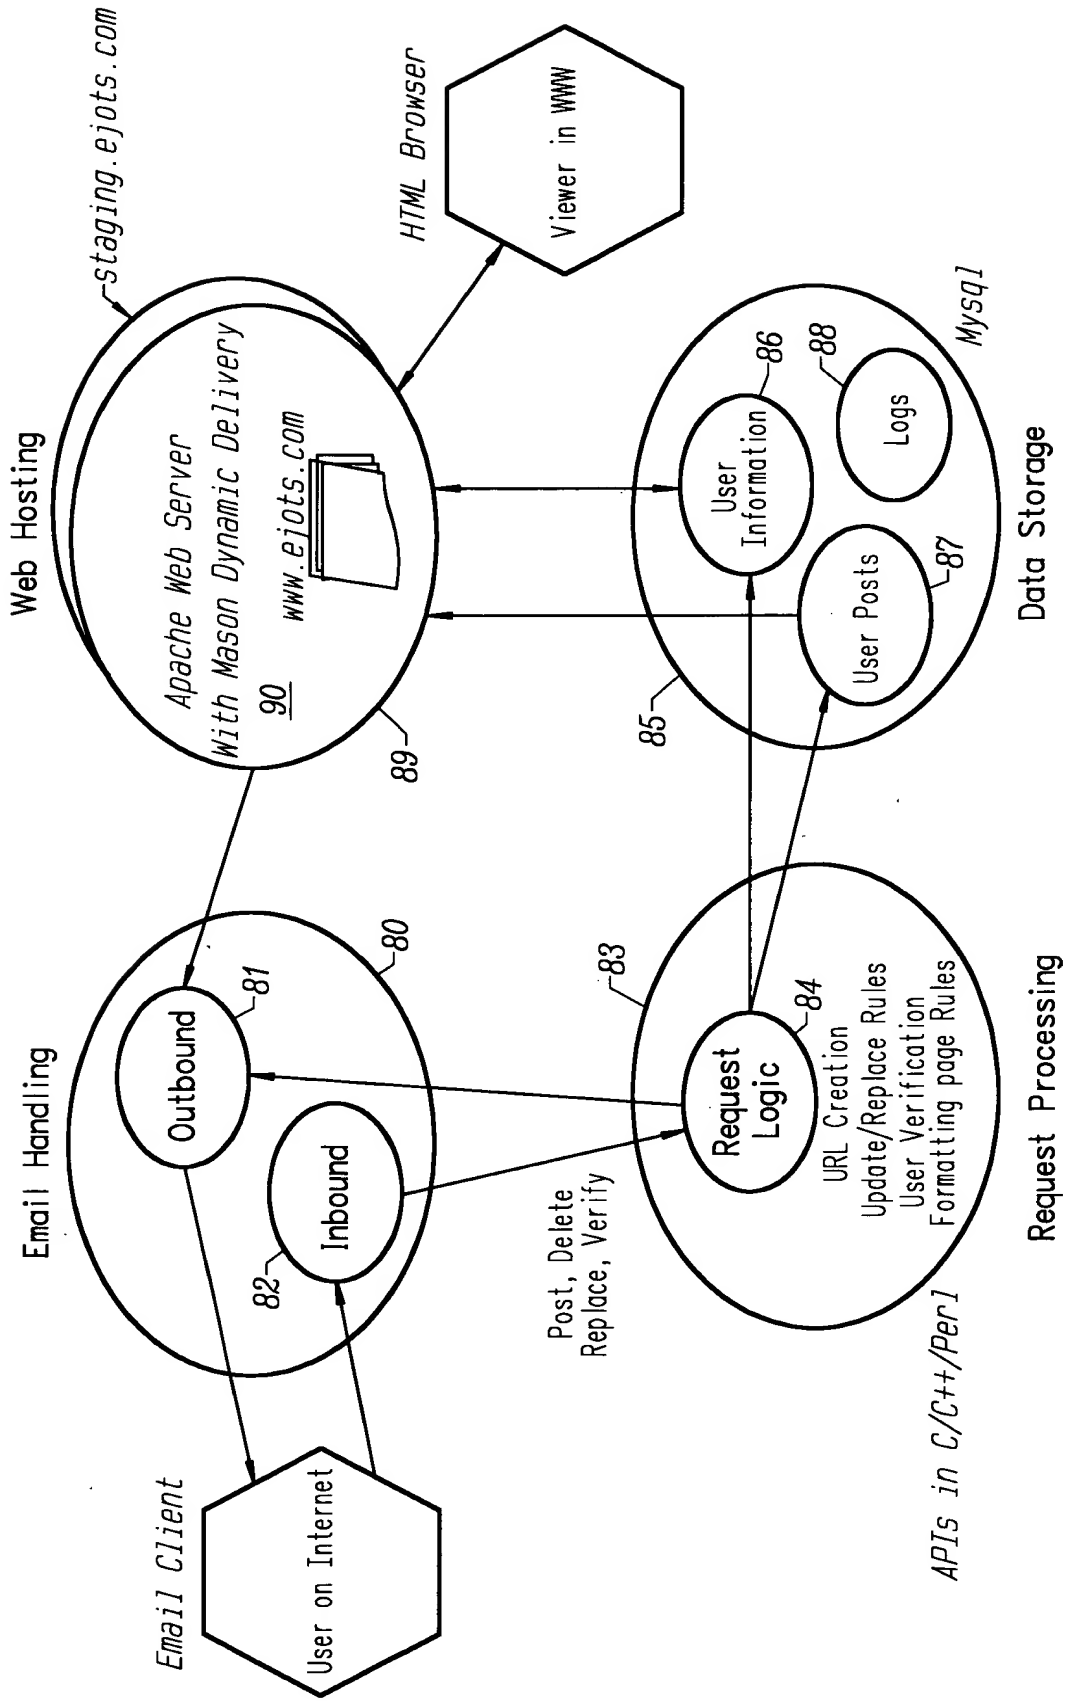 Email Handling
Web Hosting
Email Client
User on Internet
Outbound
81
82
Inbound
80
staging.ejots.com
Apache Web Server
With Mason Dynamic Delivery
90
www.ejots.com
89
HTML Browser
Viewer in WWW
Post, Delete
Replace, Verify
83
Request
Logic
84
URL Creation
Update/Replace Rules
User Verification
Formatting page Rules
APIs in C/C++/Perl
Request Processing
85
User
Information
86
User Posts
87
88
Logs
Mysql
Data Storage